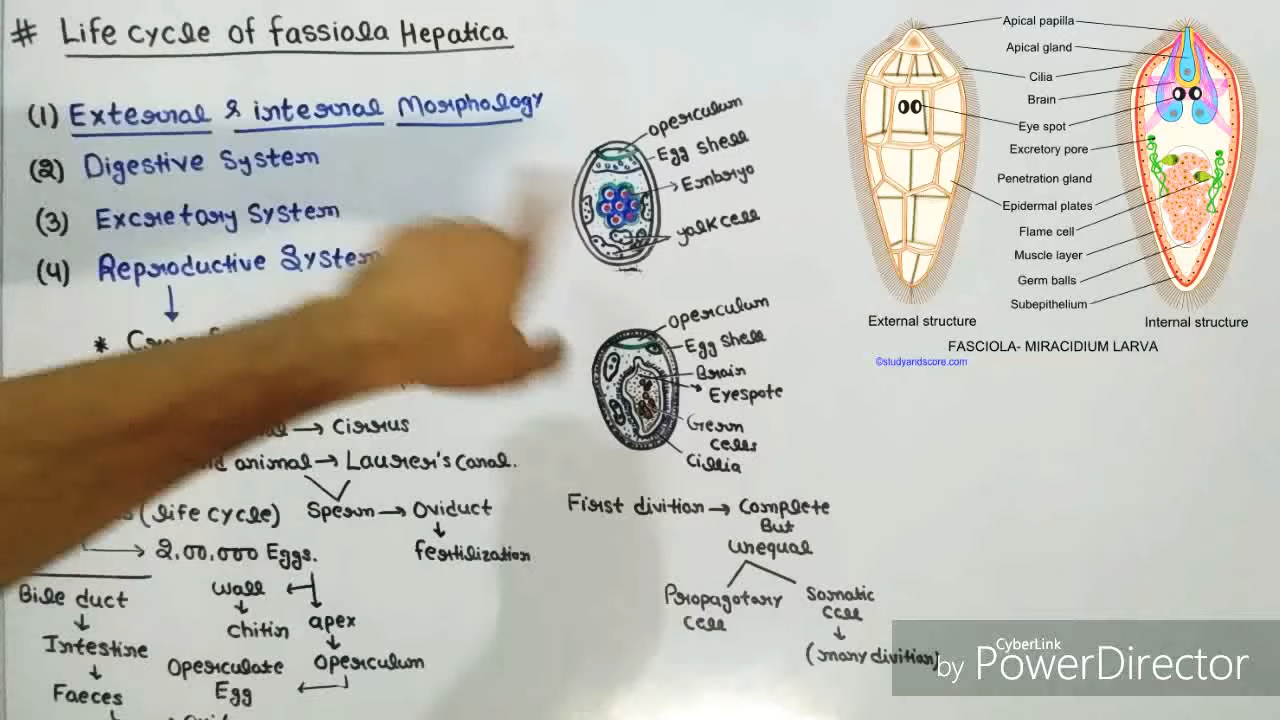 # Life cycle of fassiola Hepatica
(1) External & internal Morphology
(2) Digestive System
(3) Excretary System
(4) Reproductive System
*
→ Cirrus
animal → Laurer's canal.
(life cycle) Sperm → Oviduct
fertilization
2,00,000 Eggs.
Wall
chitin
apex
Operculum
Operculate
Egg
Bile duct
Intestine
Faeces
operculum
Egg shell
Embryo
yolk cell
operculum
Egg shell
Brain
Eyespote
Germ
cells
Cillia
First divition → Complete
But
unequal
Propagotary
cell
Somatic
cell
(many divition)
Apical papilla
Apical gland
Cilia
Brain
Eye spot
Excretory pore
Penetration gland
Epidermal plates
Flame cell
Muscle layer
Germ balls
Subepithelium
External structure
Internal structure
FASCIOLA- MIRACIDIUM LARVA
©studyandscore.com
CyberLink
by PowerDirector